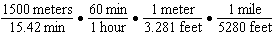 1500 meters / 15.42 min • 60 min / 1 hour • 1 meter / 3.281 feet • 1 mile / 5280 feet